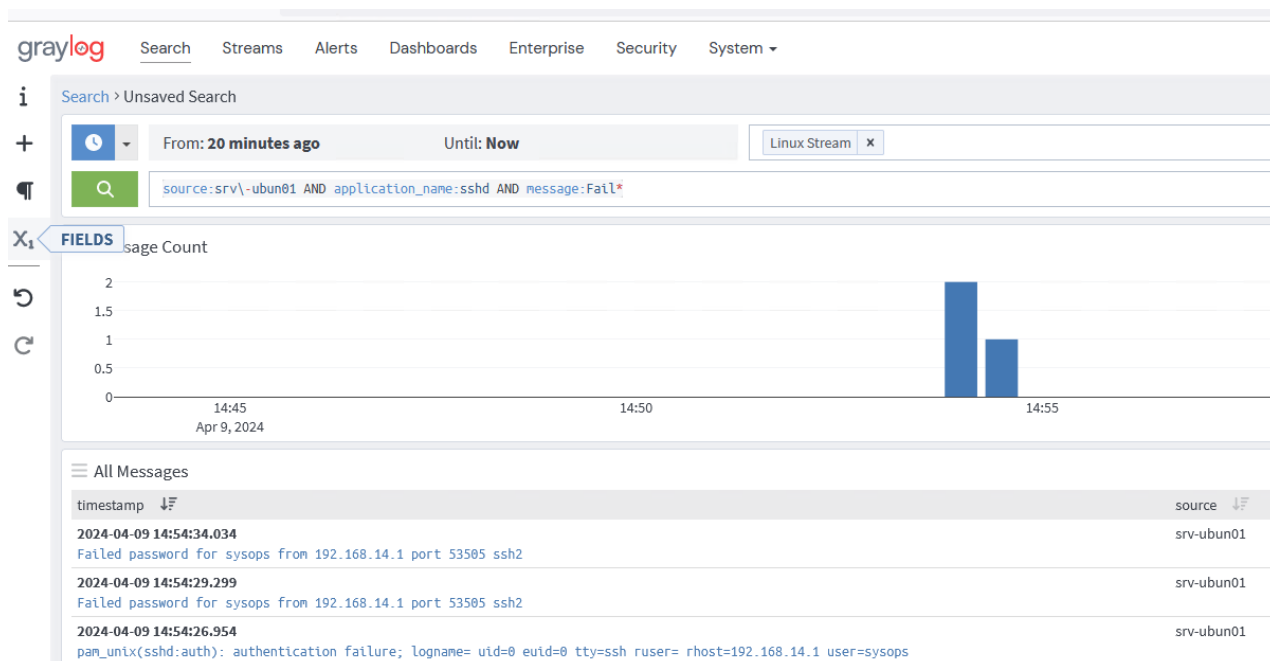 graylog Search Streams Alerts Dashboards Enterprise Security System
Search > Unsaved Search
From: 20 minutes ago Until: Now Linux Stream x
source:srv\-ubun01 AND application_name:sshd AND message:Fail*
X1 FIELDS sage Count
2
1.5
1
0.5
0
14:45 14:50 14:55
Apr 9, 2024
All Messages
timestamp source
2024-04-09 14:54:34.034 srv-ubun01
Failed password for sysops from 192.168.14.1 port 53505 ssh2
2024-04-09 14:54:29.299 srv-ubun01
Failed password for sysops from 192.168.14.1 port 53505 ssh2
2024-04-09 14:54:26.954 srv-ubun01
pam_unix(sshd:auth): authentication failure; logname= uid=0 euid=0 tty=ssh ruser= rhost=192.168.14.1 user=sysops